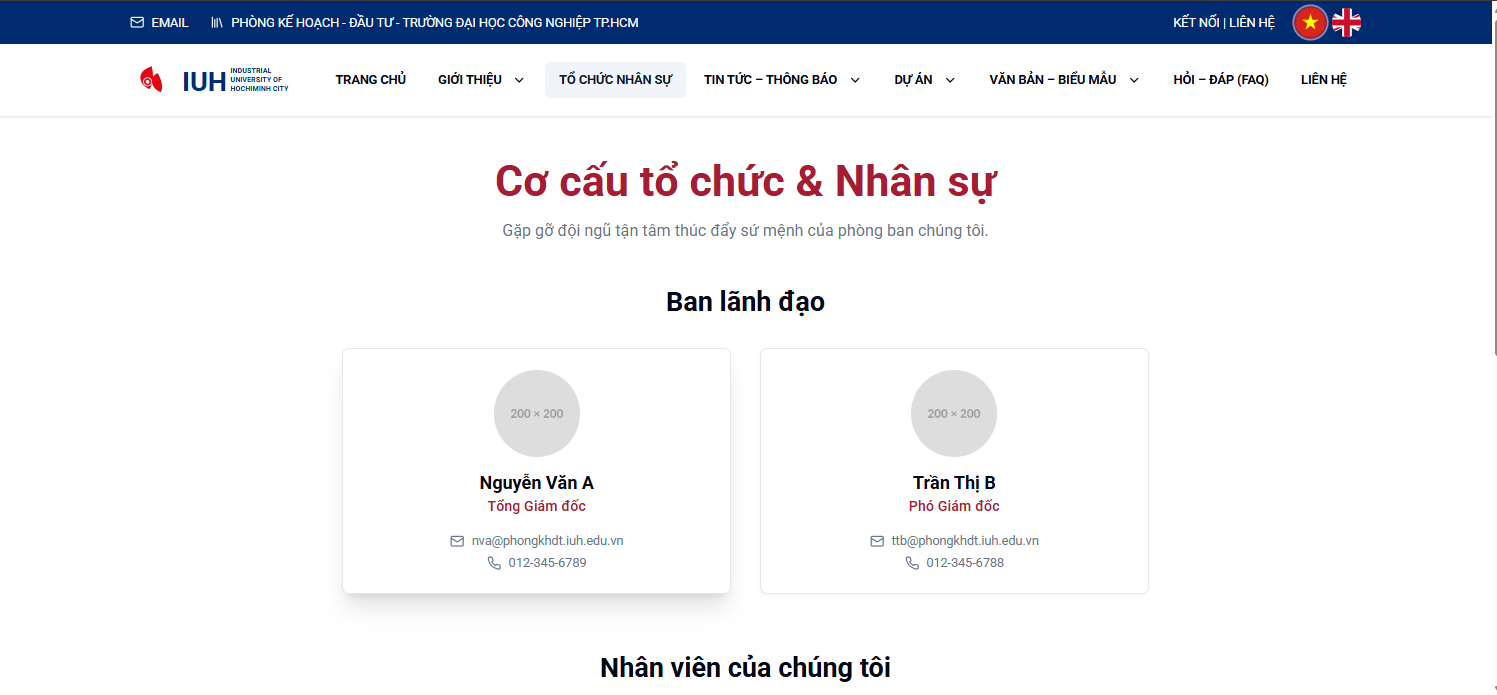 EMAIL PHÒNG KẾ HOẠCH - ĐẦU TƯ - TRƯỜNG ĐẠI HỌC CÔNG NGHIỆP TP.HCM KẾT NỐI | LIÊN HỆ
IUH INDUSTRIAL
UNIVERSITY OF
HOCHIMINH CITY
TRANG CHỦ GIỚI THIỆU TỔ CHỨC NHÂN SỰ TIN TỨC – THÔNG BÁO DỰ ÁN VĂN BẢN – BIỂU MẪU HỎI – ĐÁP (FAQ) LIÊN HỆ
Cơ cấu tổ chức & Nhân sự
Gặp gỡ đội ngũ tận tâm thúc đẩy sứ mệnh của phòng ban chúng tôi.
Ban lãnh đạo
200 × 200
Nguyễn Văn A
Tổng Giám đốc
nva@phongkhdt.iuh.edu.vn
012-345-6789
200 × 200
Trần Thị B
Phó Giám đốc
ttb@phongkhdt.iuh.edu.vn
012-345-6788
Nhân viên của chúng tôi